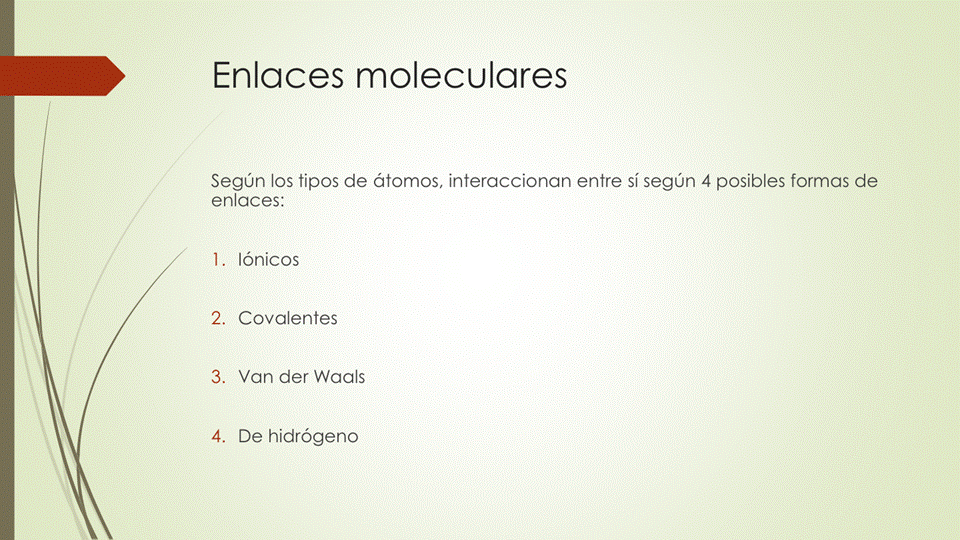 Enlaces moleculares
Según los tipos de átomos, interaccionan entre sí según 4 posibles formas de
enlaces:
1. Iónicos
2. Covalentes
3. Van der Waals
4. De hidrógeno